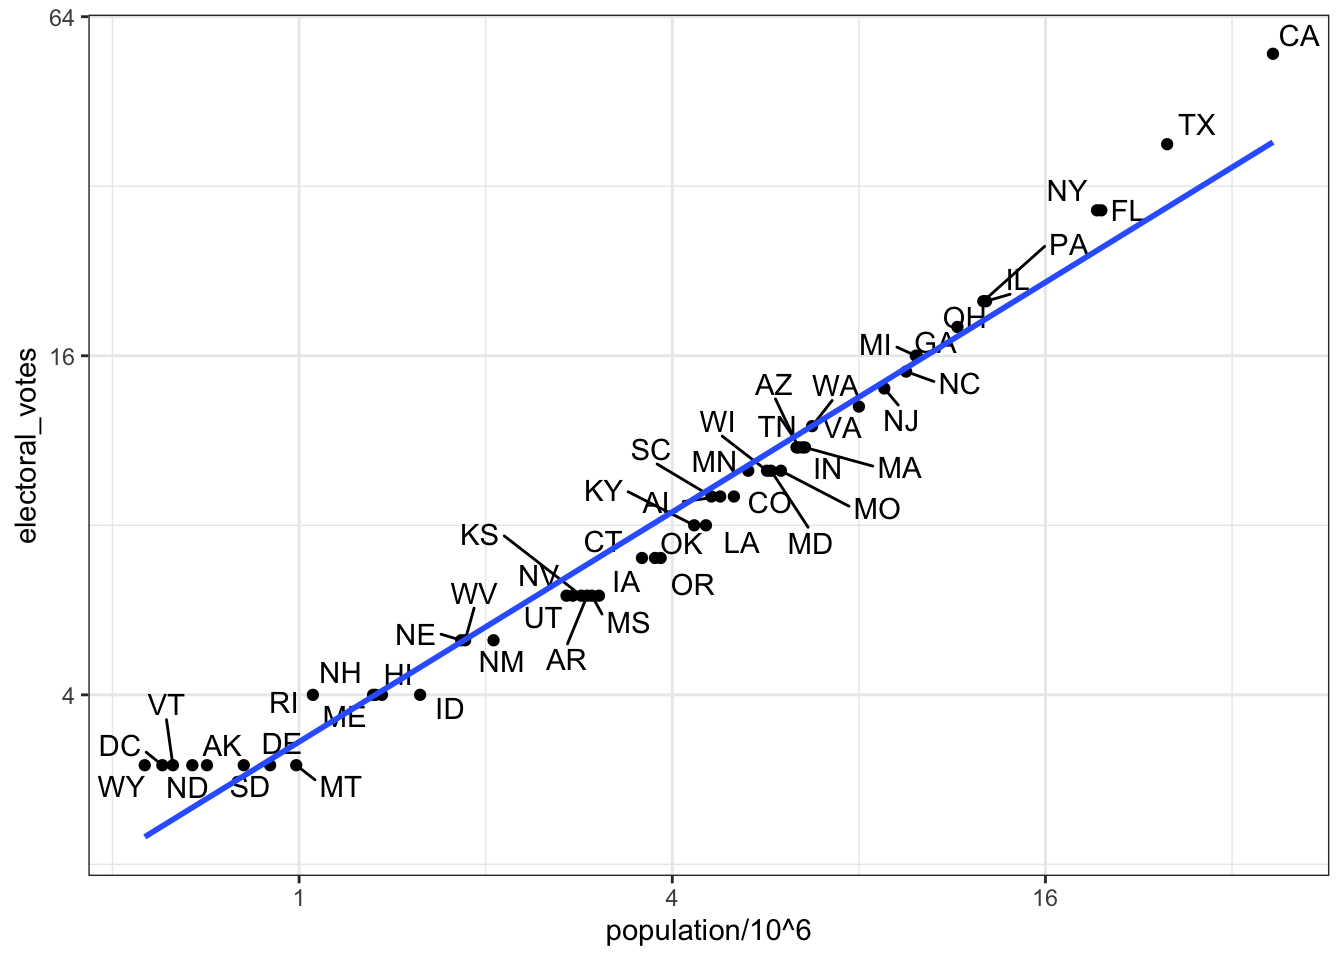 64
CA
TX
NY
FL
PA
IL
OH
16
MI
GA
NC
AZ
WA
NJ
WI
TN
VA
SC
MN
IN
MA
KY
AL
CO
MO
KS
CT
OK
LA
MD
NV
IA
OR
WV
UT
MS
NE
NM
AR
NH
HI
4
RI
ME
ID
VT
DC
AK
DE
WY
ND
SD
MT
1
4
16
population/10^6
electoral_votes